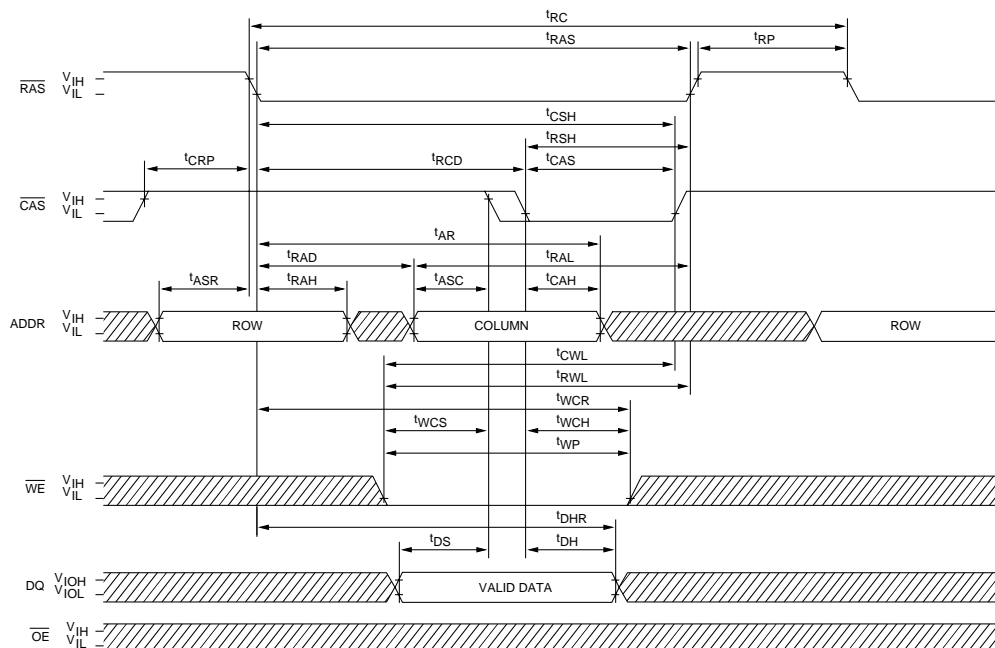 tRC
tRAS
tRP
RAS VIH
VIL
tCSH
tRSH
tCRP tRCD tCAS
CAS VIH
VIL
tAR
tRAD tRAL
tASR tRAH tASC tCAH
ADDR VIH
VIL
ROW COLUMN ROW
tCWL
tRWL
tWCR
tWCS tWCH
tWP
WE VIH
VIL
tDHR
tDS tDH
DQ VIOH
VIOL
VALID DATA
OE VIH
VIL